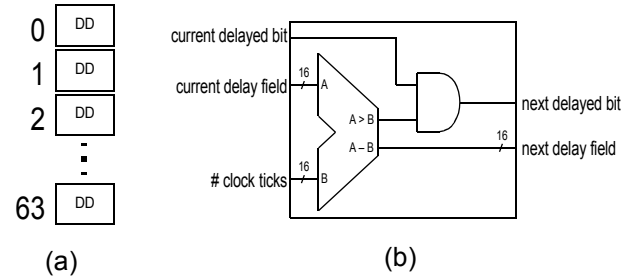 0 DD
1 DD
2 DD
63 DD
(a)
current delayed bit
current delay field 16 A
# clock ticks 16 B
A > B
A – B
next delayed bit
16
next delay field
(b)